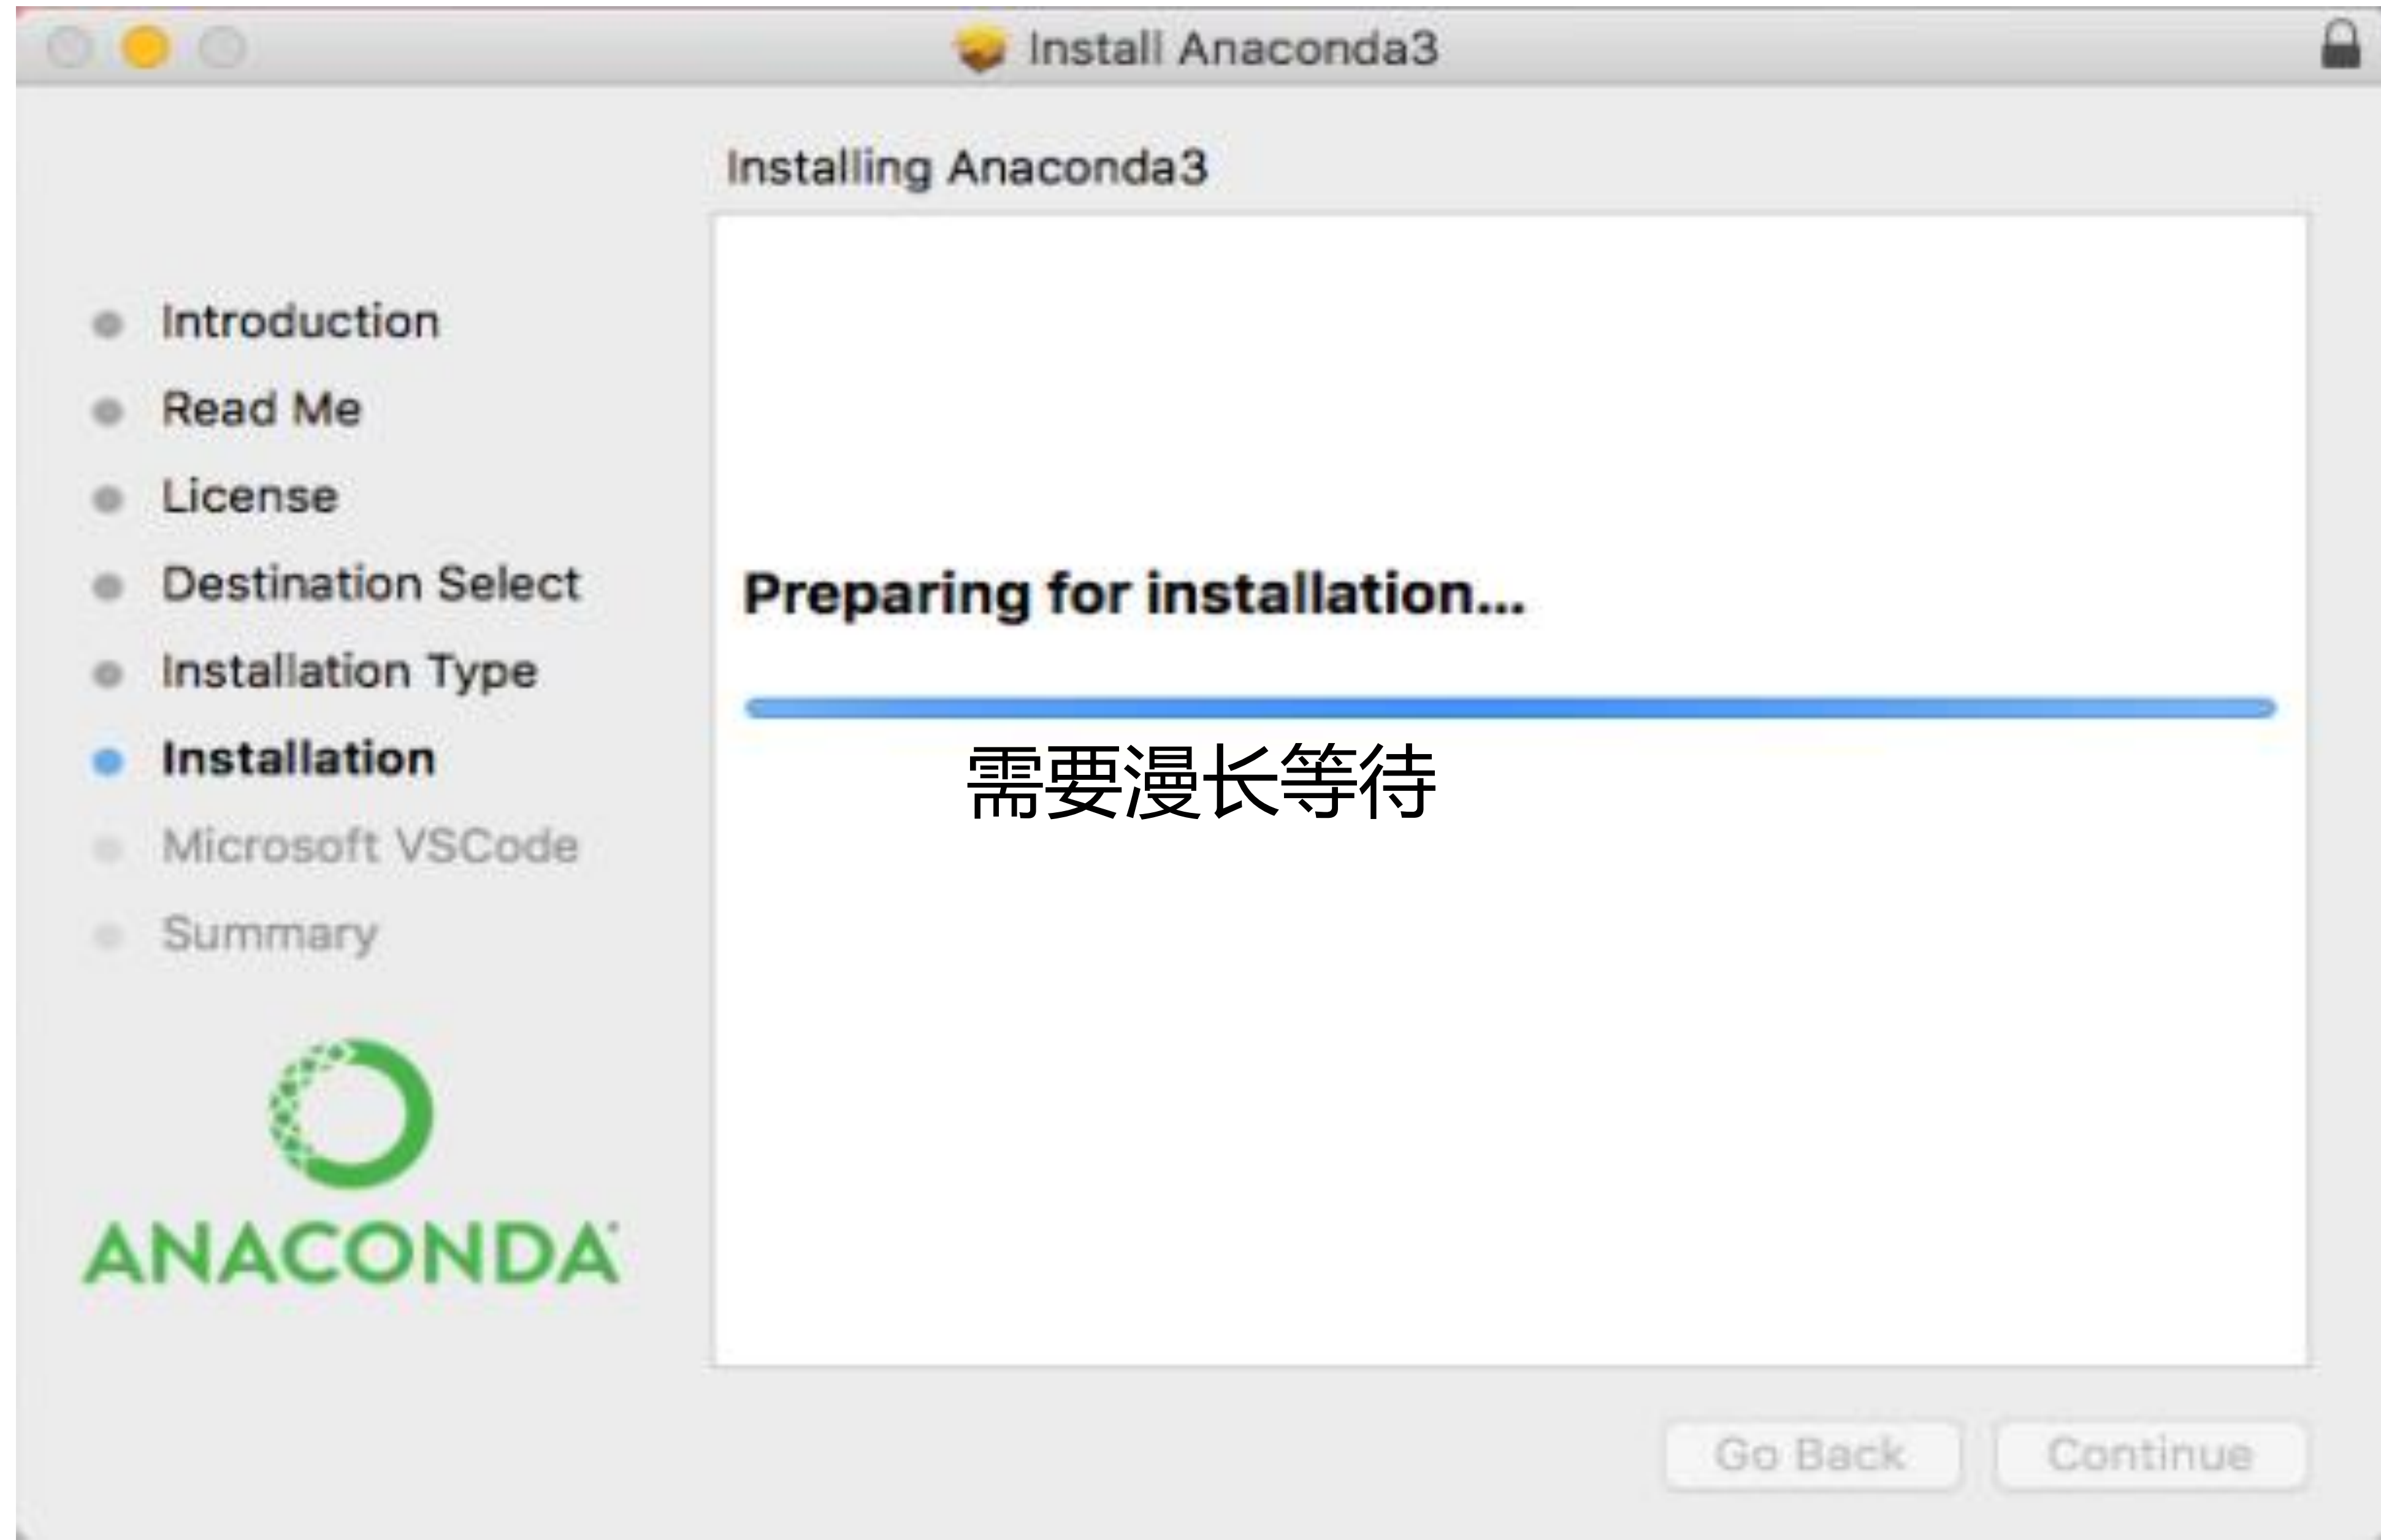 Install Anaconda3
Installing Anaconda3
Introduction
Read Me
License
Destination Select
Installation Type
Installation
Microsoft VSCode
Summary
ANACONDA
Preparing for installation...
需要漫长等待
Go Back
Continue